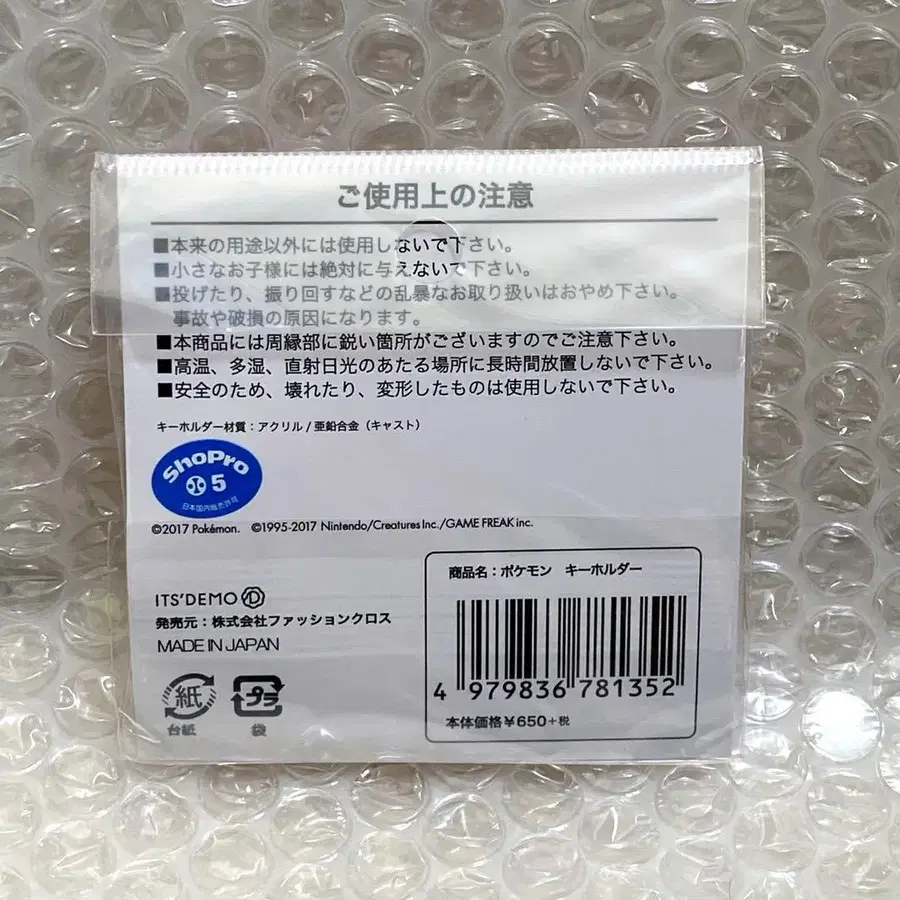 ご使用上の注意
■本来の用途以外には使用しないで下さい。
■小さなお子様には絶対に与えないで下さい。
■投げたり、振り回すなどの乱暴なお取り扱いはおやめ下さい。
事故や破損の原因になります。
■本商品には周縁部に鋭い箇所がございますのでご注意下さい。
■高温、多湿、直射日光のあたる場所に長時間放置しないで下さい。
■安全のため、壊れたり、変形したものは使用しないで下さい。
キーホルダー材質：アクリル/亜鉛合金（キャスト）
ShoPro
5
日本国内販売許可
©2017 Pokémon. ©1995-2017 Nintendo/Creatures Inc./GAME FREAK inc.
商品名：ポケモン キーホルダー
ITS'DEMO
発売元：株式会社ファッションクロス
MADE IN JAPAN
紙
台紙
プラ
袋
4 979836 781352
本体価格¥650+税